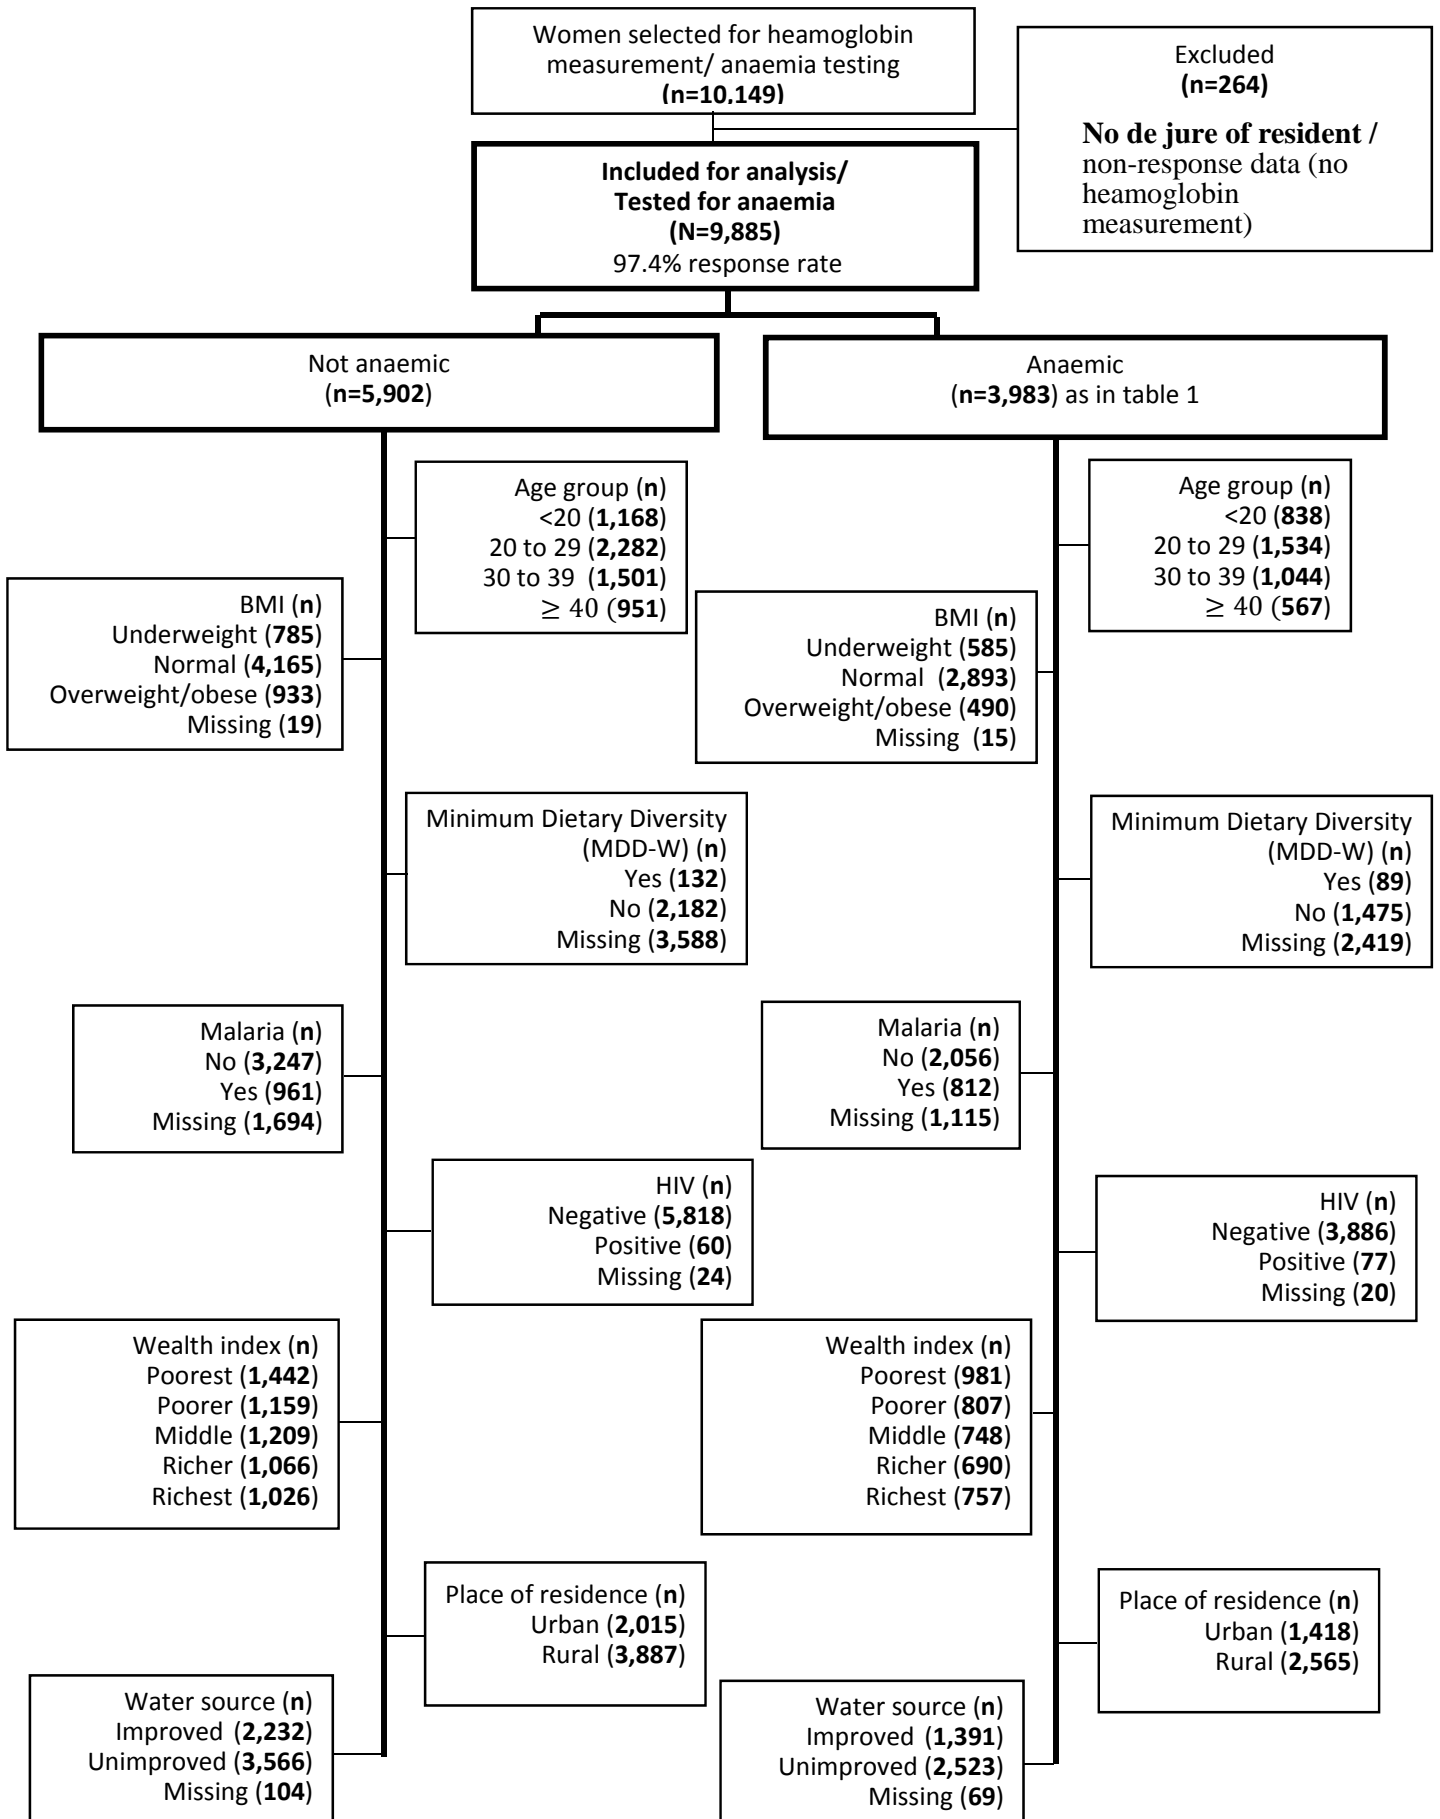 Women selected for heamoglobin
measurement/ anaemia testing
(n=10,149)
Excluded
(n=264)
No de jure of resident /
non-response data (no
heamoglobin
measurement)
Included for analysis/
Tested for anaemia
(N=9,885)
97.4% response rate
Not anaemic
(n=5,902)
Anaemic
(n=3,983) as in table 1
Age group (n)
<20 (1,168)
20 to 29 (2,282)
30 to 39 (1,501)
≥ 40 (951)
Age group (n)
<20 (838)
20 to 29 (1,534)
30 to 39 (1,044)
≥ 40 (567)
BMI (n)
Underweight (785)
Normal (4,165)
Overweight/obese (933)
Missing (19)
BMI (n)
Underweight (585)
Normal (2,893)
Overweight/obese (490)
Missing (15)
Minimum Dietary Diversity
(MDD-W) (n)
Yes (132)
No (2,182)
Missing (3,588)
Minimum Dietary Diversity
(MDD-W) (n)
Yes (89)
No (1,475)
Missing (2,419)
Malaria (n)
No (3,247)
Yes (961)
Missing (1,694)
Malaria (n)
No (2,056)
Yes (812)
Missing (1,115)
HIV (n)
Negative (5,818)
Positive (60)
Missing (24)
HIV (n)
Negative (3,886)
Positive (77)
Missing (20)
Wealth index (n)
Poorest (1,442)
Poorer (1,159)
Middle (1,209)
Richer (1,066)
Richest (1,026)
Wealth index (n)
Poorest (981)
Poorer (807)
Middle (748)
Richer (690)
Richest (757)
Place of residence (n)
Urban (2,015)
Rural (3,887)
Place of residence (n)
Urban (1,418)
Rural (2,565)
Water source (n)
Improved (2,232)
Unimproved (3,566)
Missing (104)
Water source (n)
Improved (1,391)
Unimproved (2,523)
Missing (69)